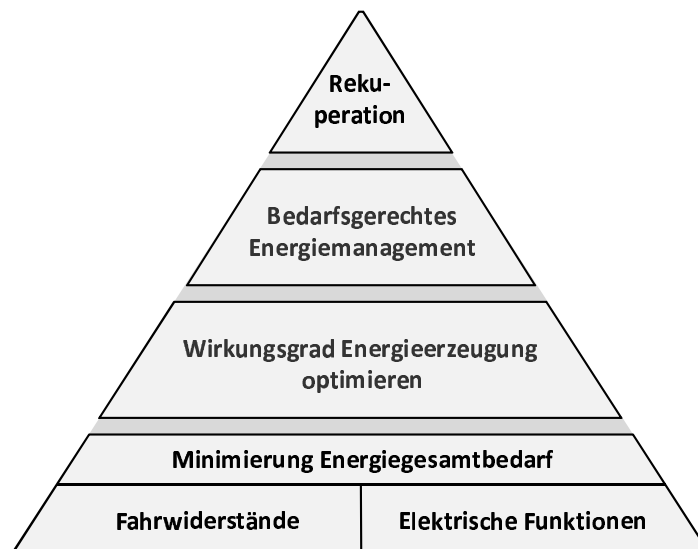 Reku-
peration
Bedarfsgerechtes
Energiemanagement
Wirkungsgrad Energieerzeugung
optimieren
Minimierung Energiegesamtbedarf
Fahrwiderstände
Elektrische Funktionen